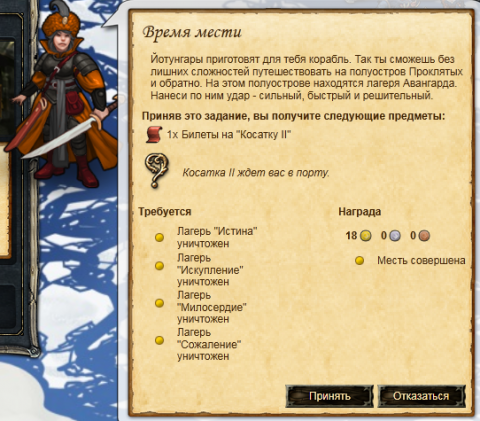 Время мести
Йотунгары приготовят для тебя корабль. Так ты сможешь без
лишних сложностей путешествовать на полуостров Проклятых
и обратно. На этом полуострове находятся лагеря Авангарда.
Нанеси по ним удар - сильный, быстрый и решительный.
Приняв это задание, вы получите следующие предметы:
1x Билеты на "Косатку II"
Косатка II ждет вас в порту.
Требуется
Лагерь "Истина"
уничтожен
Лагерь
"Искупление"
уничтожен
Лагерь
"Милосердие"
уничтожен
Лагерь
"Сожаление"
уничтожен
Награда
18 0 0
Месть совершена
Принять
Отказаться